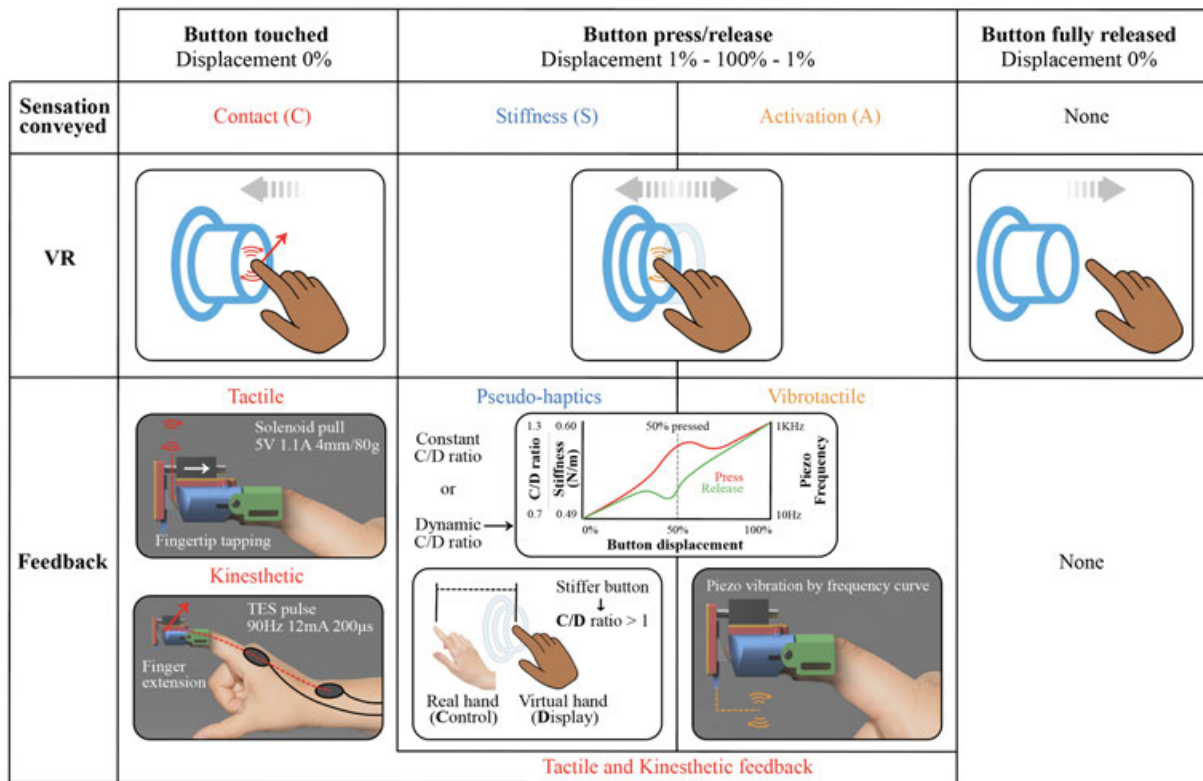 Button touched
Displacement 0%
Button press/release
Displacement 1% - 100% - 1%
Button fully released
Displacement 0%
Sensation
conveyed
Contact (C)
Stiffness (S)
Activation (A)
None
VR
Feedback
Tactile
Solenoid pull
5V 1.1A 4mm/80g
Fingertip tapping
Kinesthetic
TES pulse
90Hz 12mA 200µs
Finger
extension
Pseudo-haptics
Constant
C/D ratio
or
Dynamic
C/D ratio
Vibrotactile
1.3
0.60
50% pressed
1KHz
C/D ratio
Stiffness
(N/m)
Press
Release
Piezo
Frequency
0.7
0.49
10Hz
0%
50%
100%
Button displacement
Stiffer button
C/D ratio > 1
Real hand
(Control)
Virtual hand
(Display)
Piezo vibration by frequency curve
None
Tactile and Kinesthetic feedback